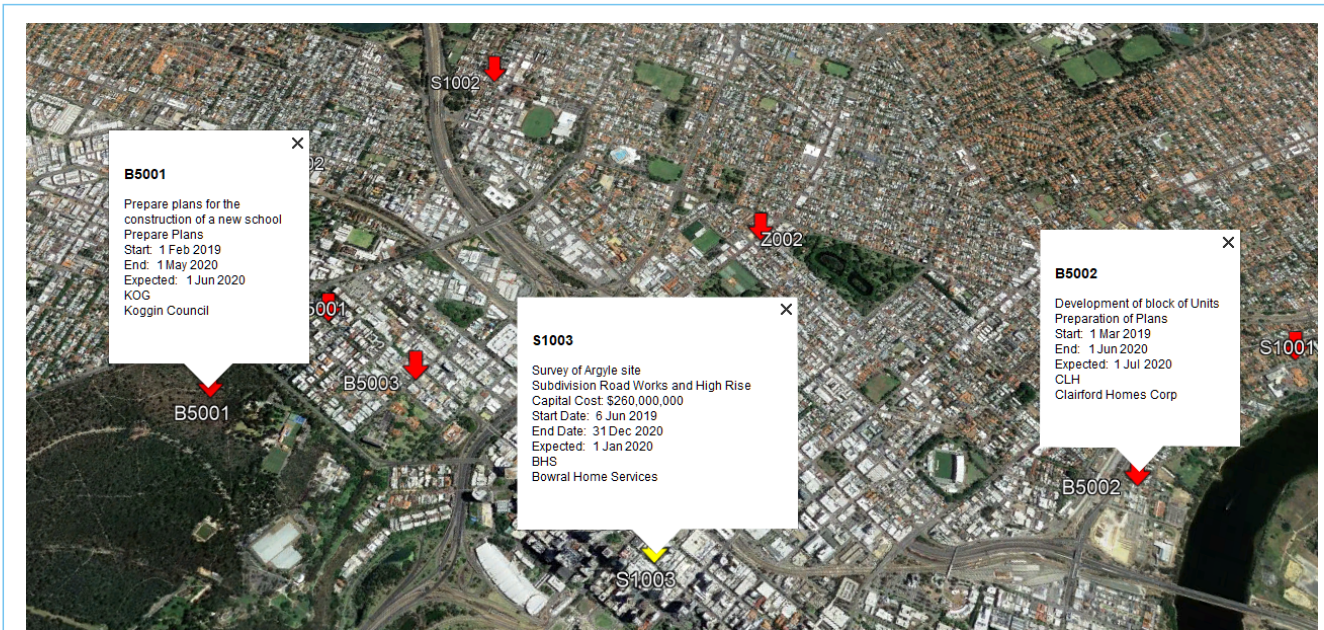 S1002
B5001
Prepare plans for the
construction of a new school
Prepare Plans
Start: 1 Feb 2019
End: 1 May 2020
Expected: 1 Jun 2020
KOG
Koggin Council
B5001
B5003
Z002
S1003
Survey of Argyle site
Subdivision Road Works and High Rise
Capital Cost: $260,000,000
Start Date: 6 Jun 2019
End Date: 31 Dec 2020
Expected: 1 Jan 2020
BHS
Bowral Home Services
S1003
B5002
Development of block of Units
Preparation of Plans
Start: 1 Mar 2019
End: 1 Jun 2020
Expected: 1 Jul 2020
CLH
Clairford Homes Corp
B5002
S1001